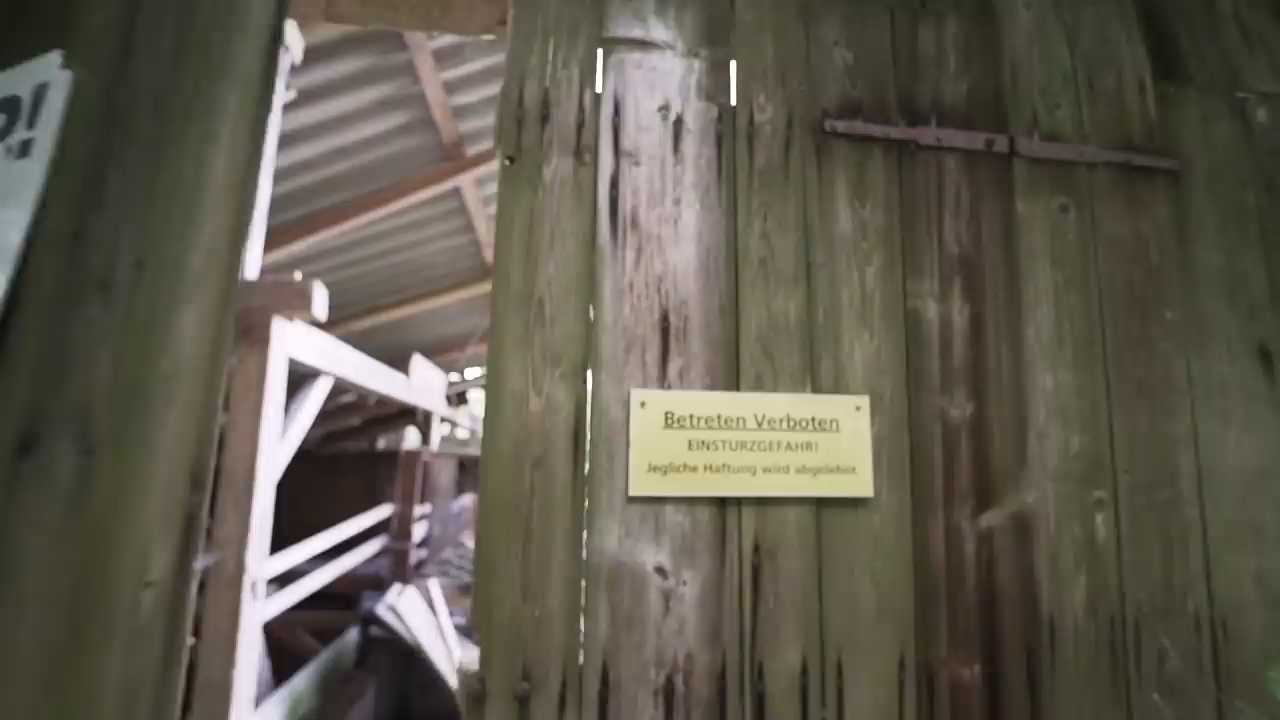 ?!
Betreten Verboten
EINSTURZGEFAHR!
Jegliche Haftung wird abgelehnt